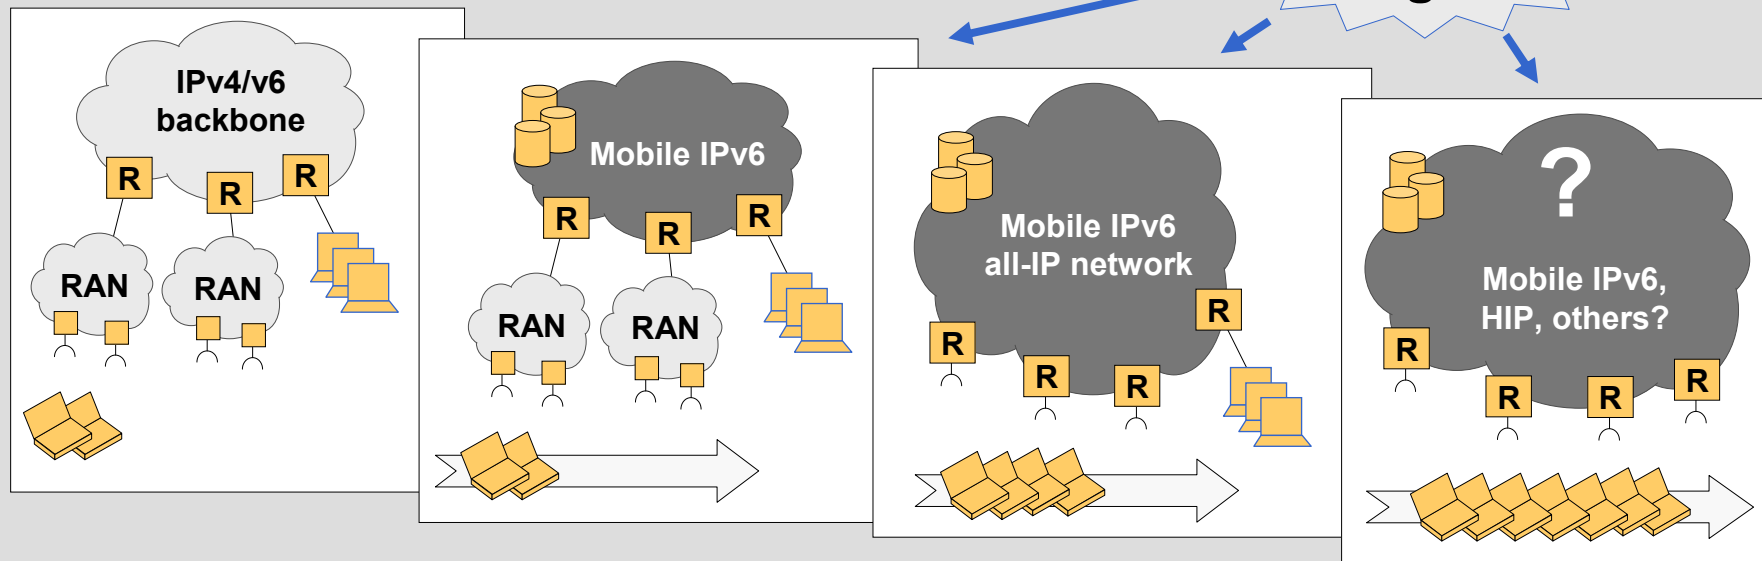 IPv4/v6
backbone
R
R
R
RAN
RAN
Mobile IPv6
R
R
R
RAN
RAN
Mobile IPv6
all-IP network
R
R
R
R
?
Mobile IPv6,
HIP, others?
R
R
R
R